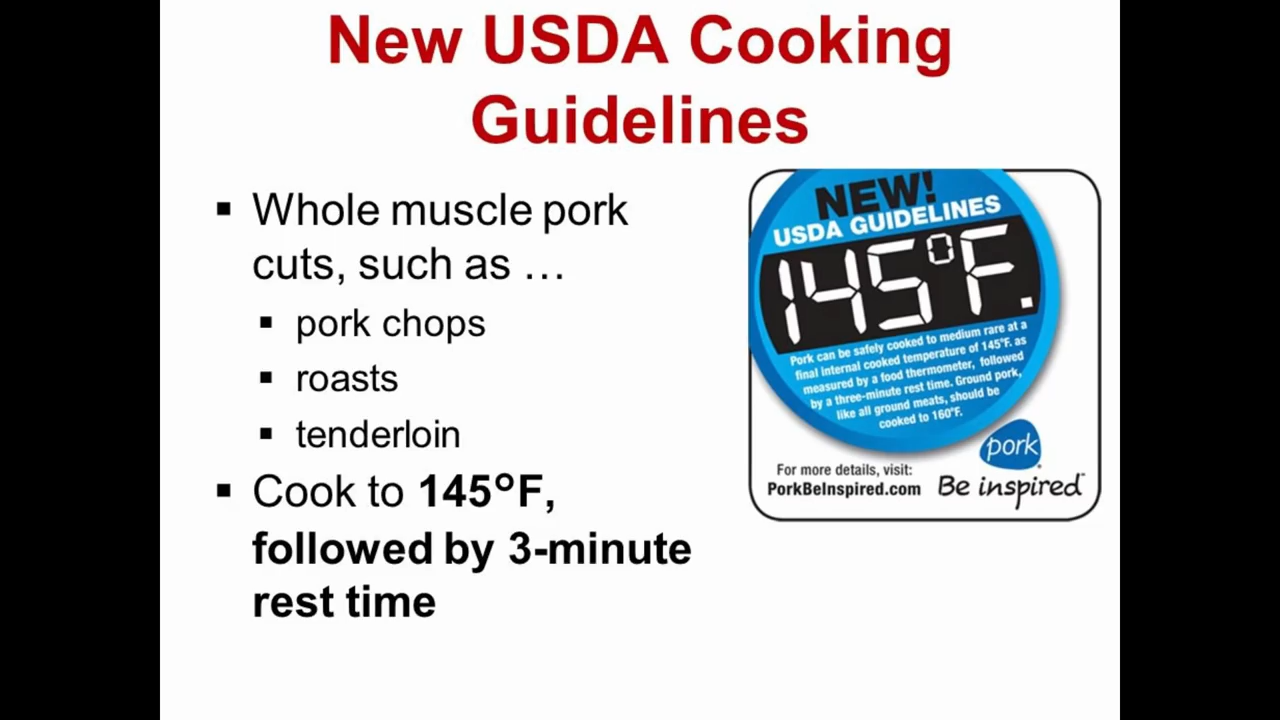 New USDA Cooking
Guidelines
▪ Whole muscle pork
cuts, such as …
▪ pork chops
▪ roasts
▪ tenderloin
▪ Cook to 145°F,
followed by 3-minute
rest time
NEW!
USDA GUIDELINES
145°F.
Pork can be safely cooked to medium rare at a
final internal cooked temperature of 145°F. as
measured by a food thermometer, followed
by a three-minute rest time. Ground pork,
like all ground meats, should be
cooked to 160°F.
pork
For more details, visit:
PorkBeInspired.com
Be inspired